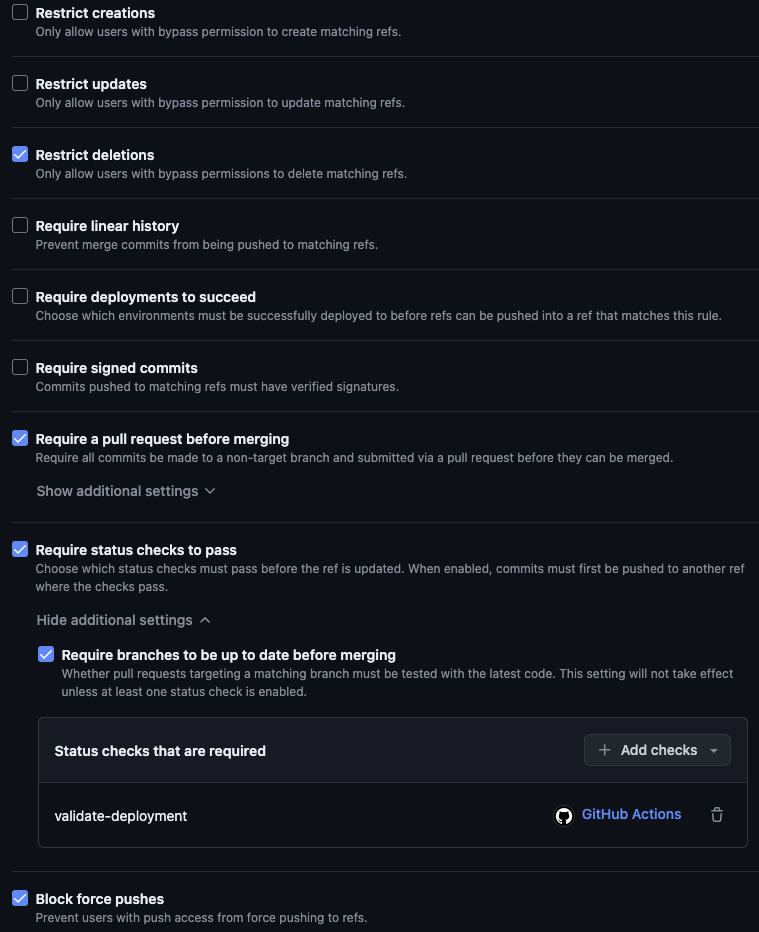 Restrict creations
Only allow users with bypass permission to create matching refs.
Restrict updates
Only allow users with bypass permission to update matching refs.
Restrict deletions
Only allow users with bypass permissions to delete matching refs.
Require linear history
Prevent merge commits from being pushed to matching refs.
Require deployments to succeed
Choose which environments must be successfully deployed to before refs can be pushed into a ref that matches this rule.
Require signed commits
Commits pushed to matching refs must have verified signatures.
Require a pull request before merging
Require all commits be made to a non-target branch and submitted via a pull request before they can be merged.
Show additional settings
Require status checks to pass
Choose which status checks must pass before the ref is updated. When enabled, commits must first be pushed to another ref
where the checks pass.
Hide additional settings
Require branches to be up to date before merging
Whether pull requests targeting a matching branch must be tested with the latest code. This setting will not take effect
unless at least one status check is enabled.
Status checks that are required
Add checks
validate-deployment
GitHub Actions
Block force pushes
Prevent users with push access from force pushing to refs.